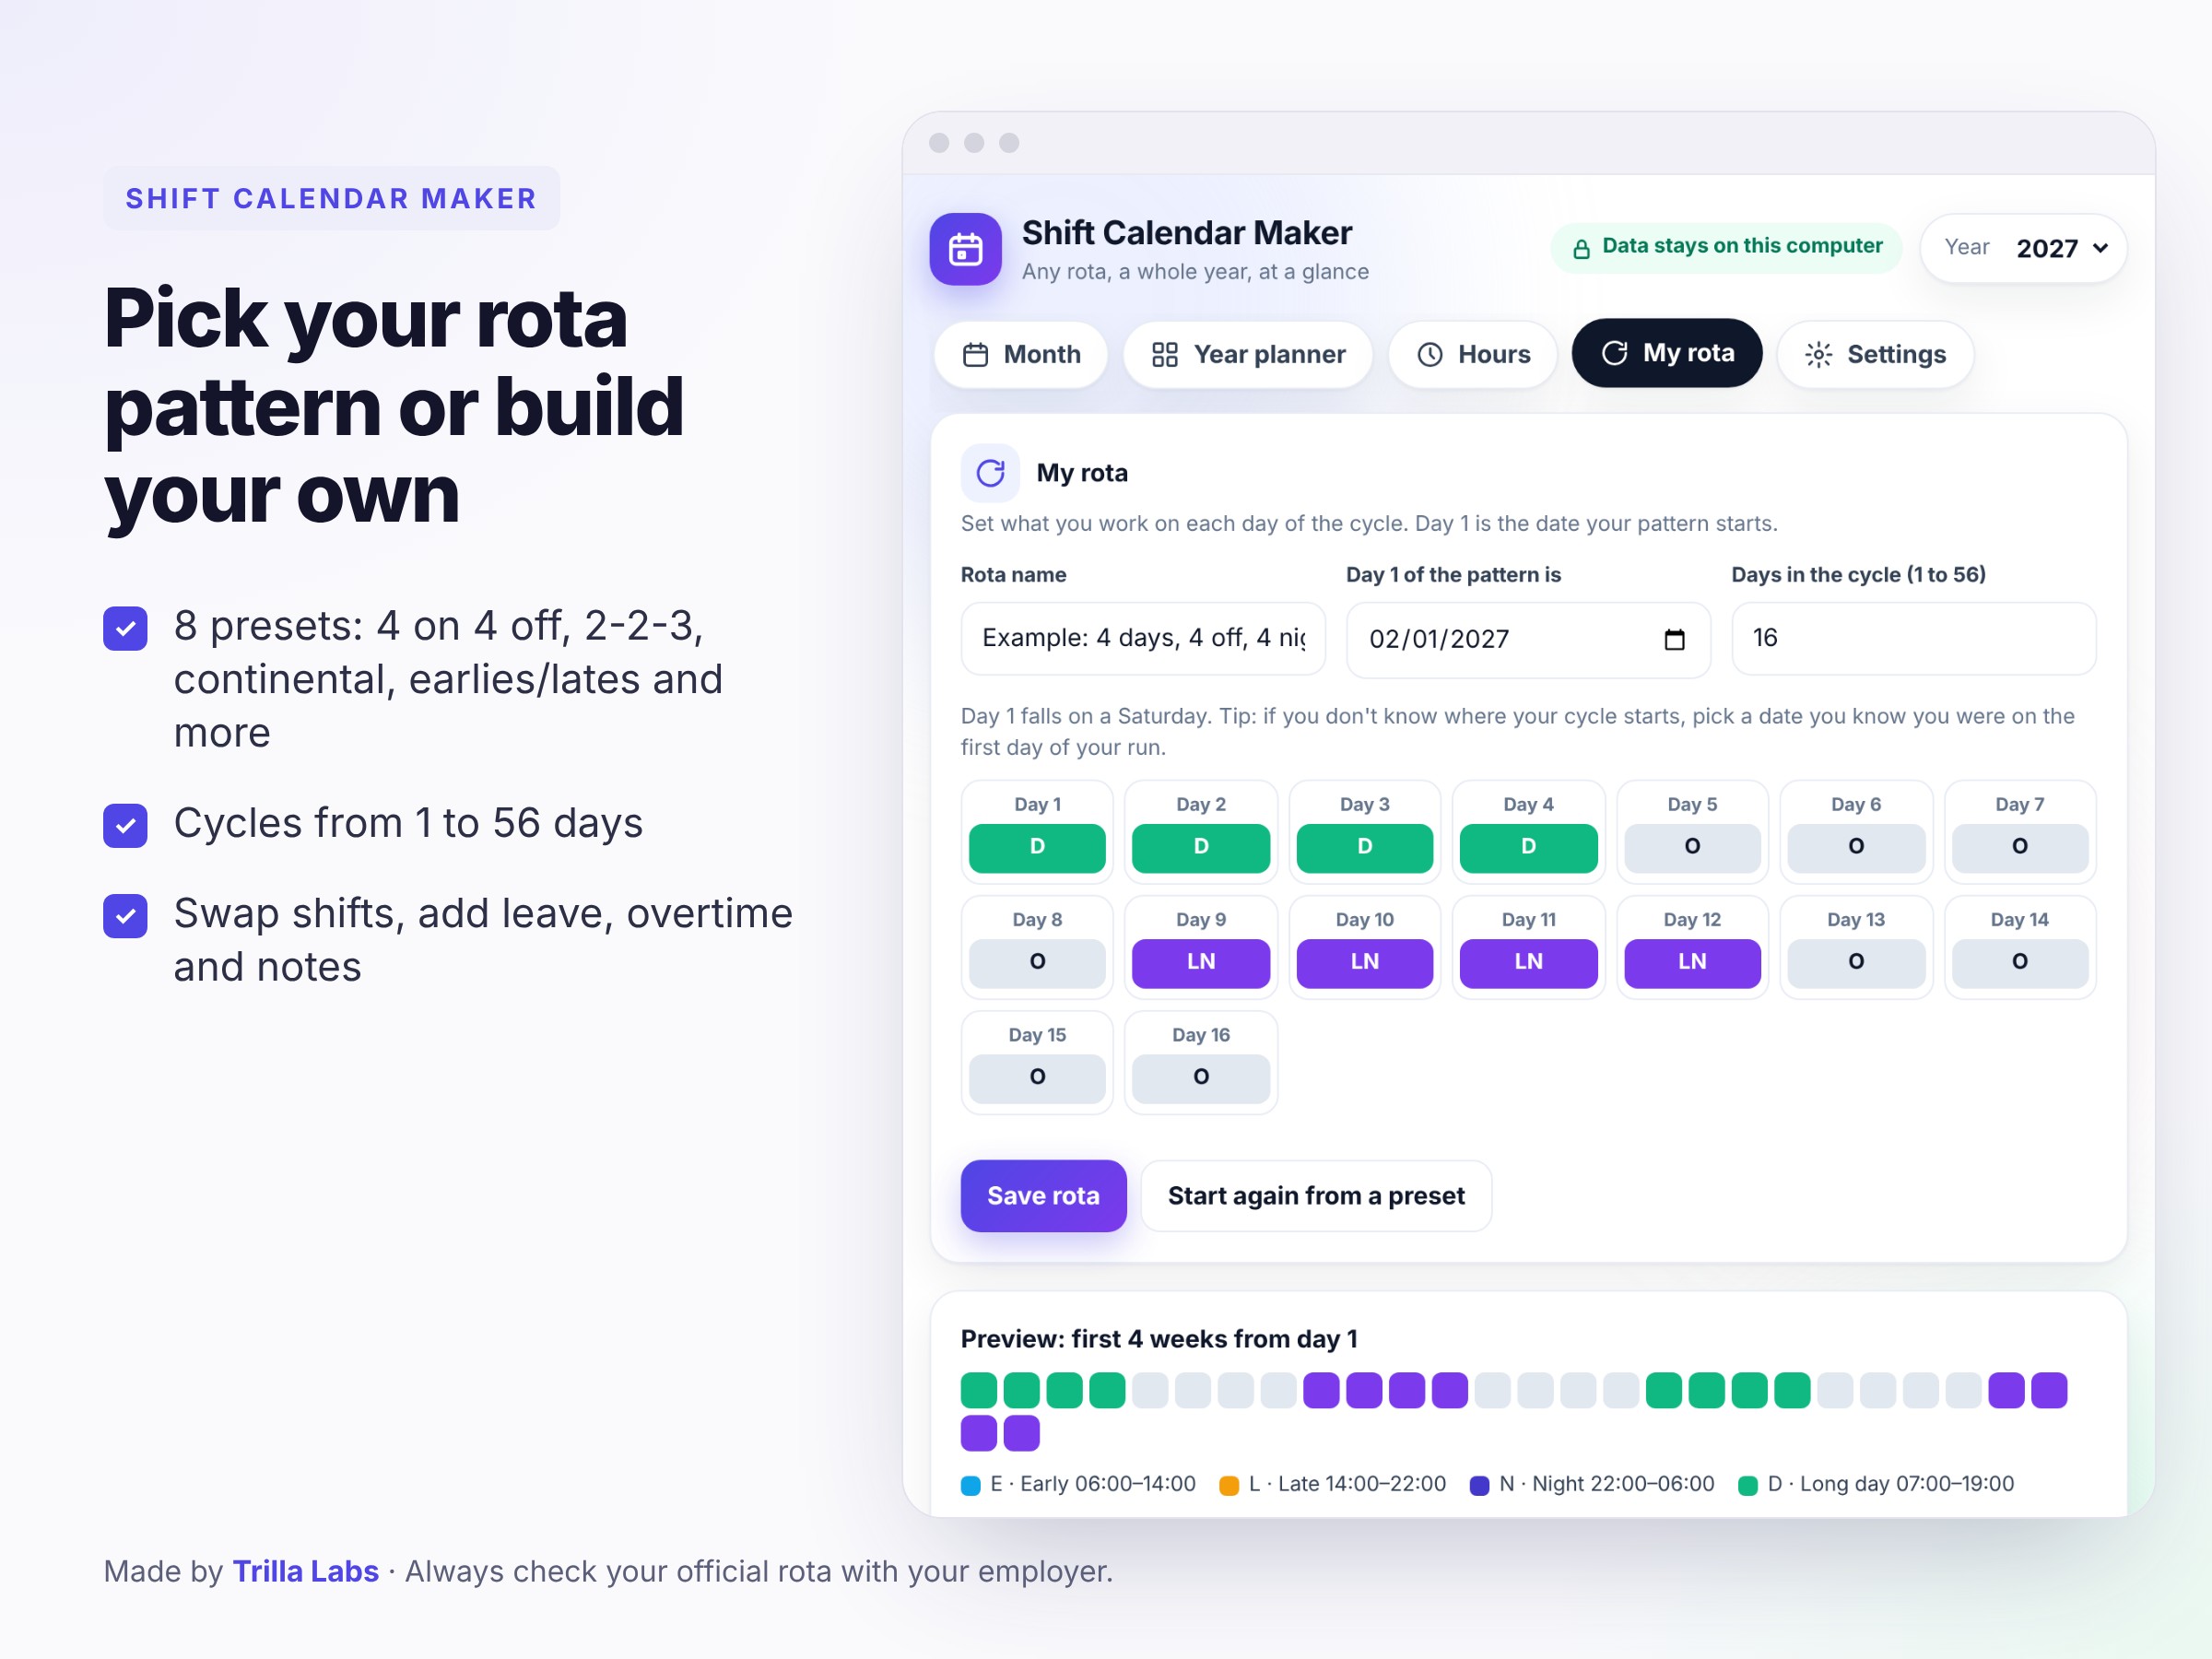 SHIFT CALENDAR MAKER
Pick your rota
pattern or build
your own
8 presets: 4 on 4 off, 2-2-3,
continental, earlies/lates and
more
Cycles from 1 to 56 days
Swap shifts, add leave, overtime
and notes
Shift Calendar Maker
Any rota, a whole year, at a glance
Data stays on this computer
Year 2027
Month Year planner Hours My rota Settings
My rota
Set what you work on each day of the cycle. Day 1 is the date your pattern starts.
Rota name Day 1 of the pattern is Days in the cycle (1 to 56)
Example: 4 days, 4 off, 4 02/01/2027 16
Day 1 falls on a Saturday. Tip: if you don't know where your cycle starts, pick a date you know you were on the
first day of your run.
Day 1 Day 2 Day 3 Day 4 Day 5 Day 6 Day 7
D D D D O O O
Day 8 Day 9 Day 10 Day 11 Day 12 Day 13 Day 14
O LN LN LN LN O O
Day 15 Day 16
O O
Save rota Start again from a preset
Preview: first 4 weeks from day 1
E · Early 06:00–14:00 L · Late 14:00–22:00 N · Night 22:00–06:00 D · Long day 07:00–19:00
Made by Trilla Labs · Always check your official rota with your employer.